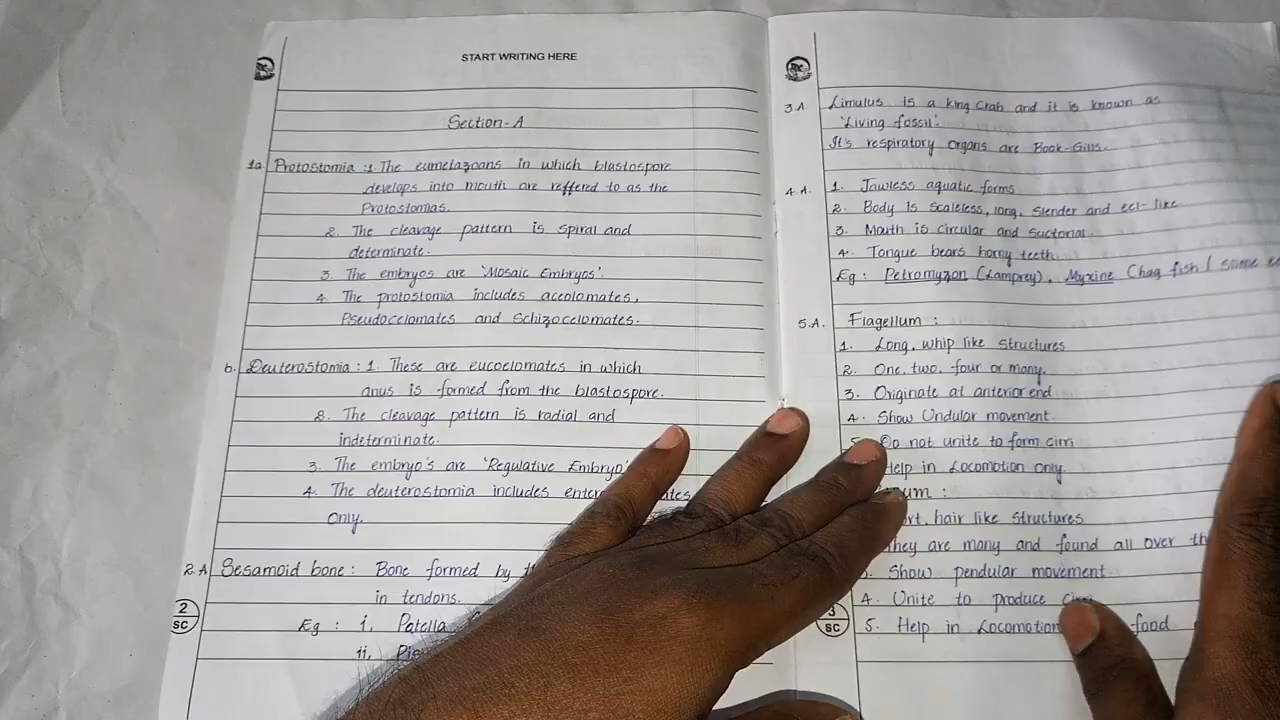 START WRITING HERE
Section-A
1a. Protostomia : 1. The eumetazoans in which blastospore
develops into mouth are reffered to as the
Protostomias.
2. The cleavage pattern is spiral and
determinate.
3. The embryos are 'Mosaic Embryos'.
4. The protostomia includes acoelomates,
Pseudocelomates and Schizocelomates.
b. Deuterostomia : 1. These are eucoelomates in which
anus is formed from the blastospore.
2. The cleavage pattern is radial and
indeterminate.
3. The embryo's are 'Regulative Embryo'
4. The deuterostomia includes
only.
2.A Sesamoid bone : Bone formed by
in tendons.
Eg : i, Patella
ii,
2
SC
3.A. Limulus is a king crab and it is known as
'Living fossil'.
It's respiratory organs are Book-Gills.
4.A. 1. Jawless aquatic forms
2. Body is scaleless, long, slender and eel-like
3. Mouth is circular and suctorial.
4. Tongue bears horny teeth.
Eg : Petromyzon (Lamprey), Myxine (hag fish / slime
5.A. Flagellum :
1. Long, whip like structures
2. One, two, four or many.
3. Originate at anterior end
4. Show Undular movement.
Do not unite to form cirri
Help in Locomotion only.
hair like structures
They are many and found all over
3. Show pendular movement.
4. Unite to produce
5. Help in Locomotion food
3
SC